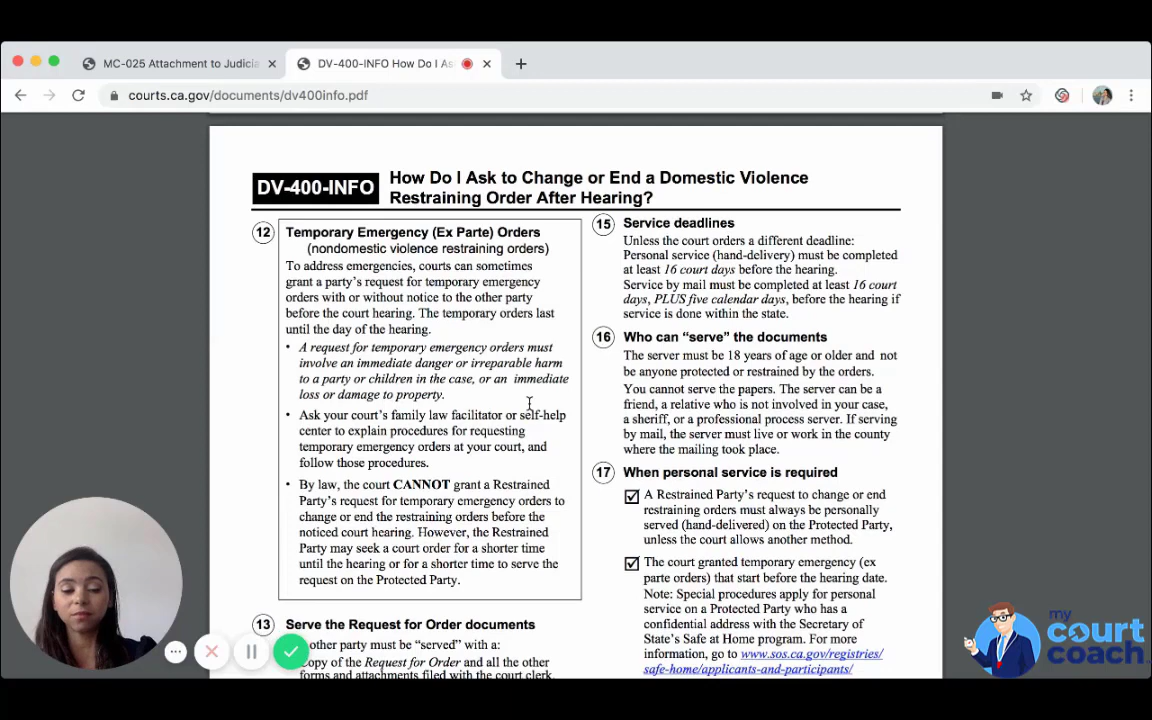 MC-025 Attachment to Judicia
DV-400-INFO How Do I As
courts.ca.gov/documents/dv400info.pdf
DV-400-INFO
How Do I Ask to Change or End a Domestic Violence
Restraining Order After Hearing?
12
Temporary Emergency (Ex Parte) Orders
(nondomestic violence restraining orders)
To address emergencies, courts can sometimes
grant a party's request for temporary emergency
orders with or without notice to the other party
before the court hearing. The temporary orders last
until the day of the hearing.
• A request for temporary emergency orders must
involve an immediate danger or irreparable harm
to a party or children in the case, or an immediate
loss or damage to property.
• Ask your court's family law facilitator or self-help
center to explain procedures for requesting
temporary emergency orders at your court, and
follow those procedures.
• By law, the court CANNOT grant a Restrained
Party's request for temporary emergency orders to
change or end the restraining orders before the
noticed court hearing. However, the Restrained
Party may seek a court order for a shorter time
until the hearing or for a shorter time to serve the
request on the Protected Party.
13
Serve the Request for Order documents
other party must be "served" with a:
opy of the Request for Order and all the other
forms and attachments filed with the court clerk.
15
Service deadlines
Unless the court orders a different deadline:
Personal service (hand-delivery) must be completed
at least 16 court days before the hearing.
Service by mail must be completed at least 16 court
days, PLUS five calendar days, before the hearing if
service is done within the state.
16
Who can "serve" the documents
The server must be 18 years of age or older and not
be anyone protected or restrained by the orders.
You cannot serve the papers. The server can be a
friend, a relative who is not involved in your case,
a sheriff, or a professional process server. If serving
by mail, the server must live or work in the county
where the mailing took place.
17
When personal service is required
A Restrained Party's request to change or end
restraining orders must always be personally
served (hand-delivered) on the Protected Party,
unless the court allows another method.
The court granted temporary emergency (ex
parte orders) that start before the hearing date.
Note: Special procedures apply for personal
service on a Protected Party who has a
confidential address with the Secretary of
State's Safe at Home program. For more
information, go to www.sos.ca.gov/registries/
safe-home/applicants-and-participants/
my
court
coach